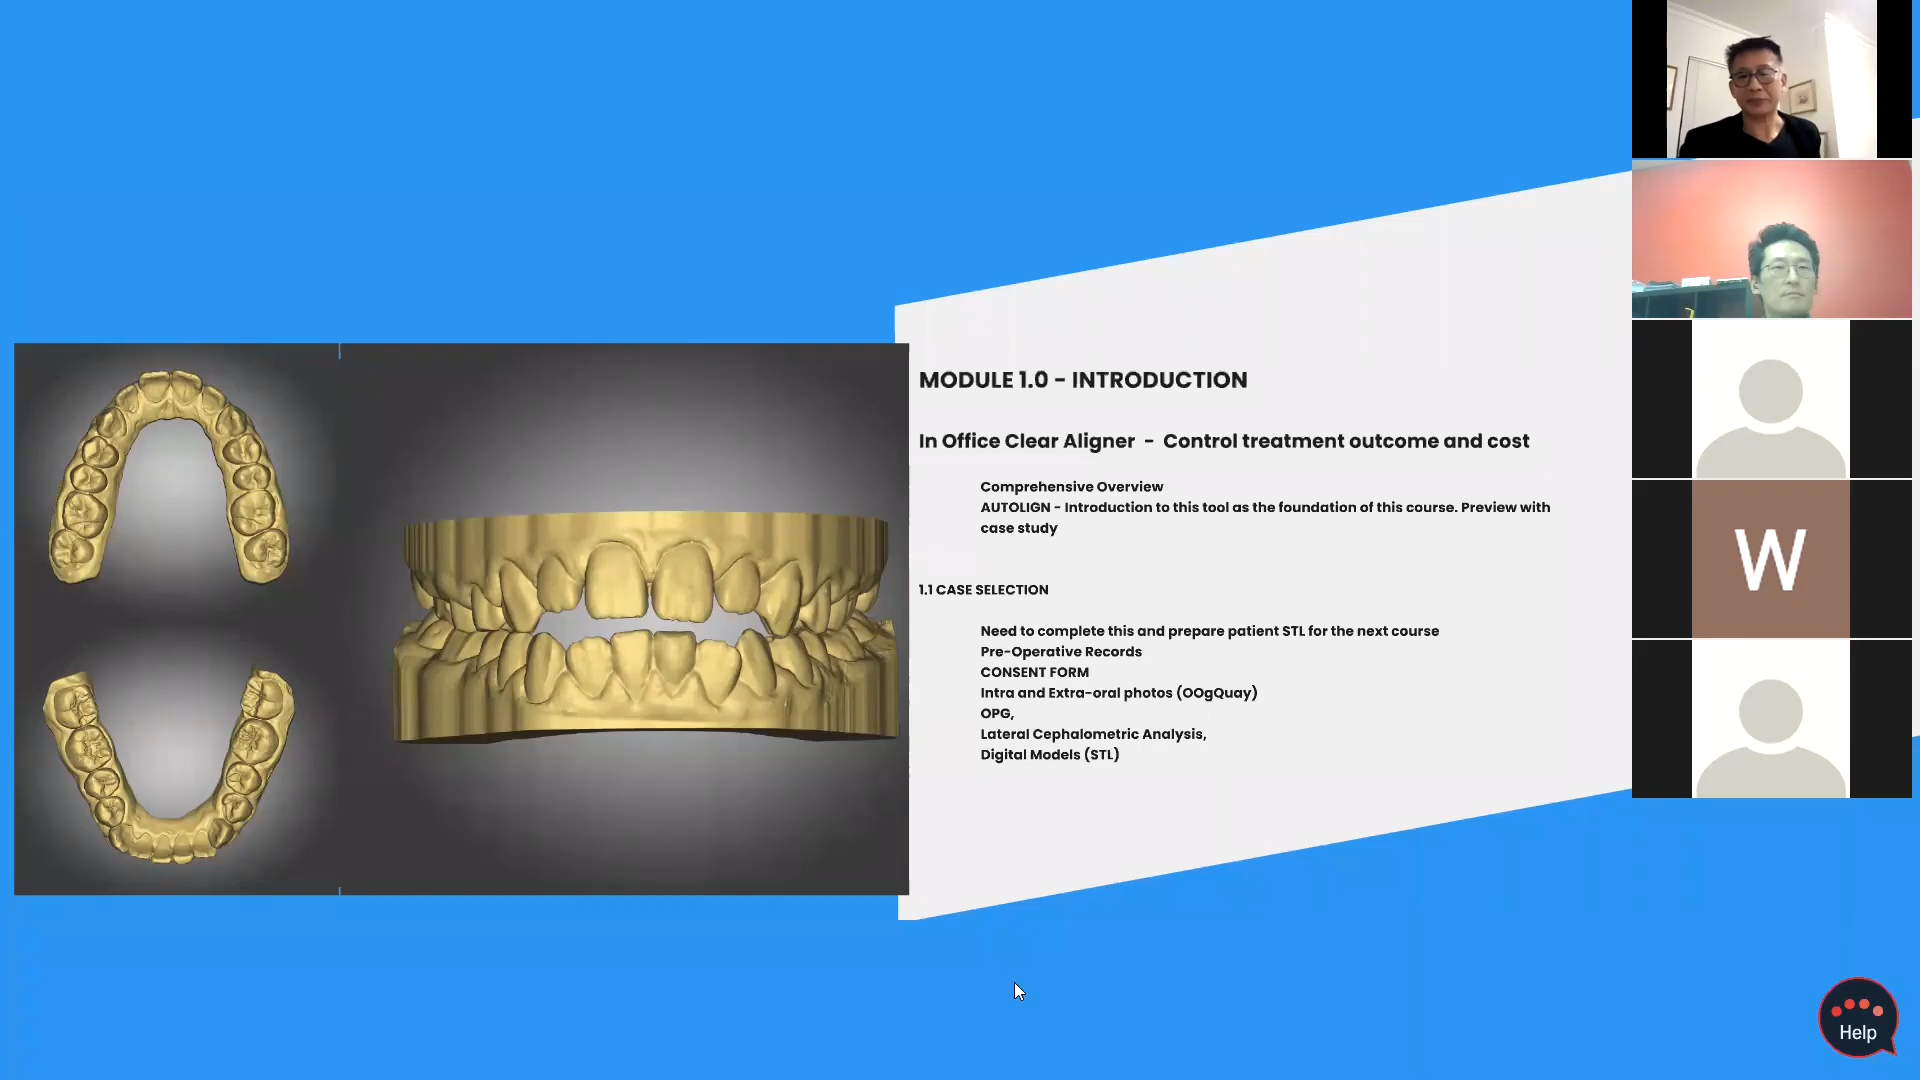 MODULE 1.0 - INTRODUCTION
In Office Clear Aligner - Control treatment outcome and cost
Comprehensive Overview
AUTOLIGN - Introduction to this tool as the foundation of this course. Preview with
case study
1.1 CASE SELECTION
Need to complete this and prepare patient STL for the next course
Pre-Operative Records
CONSENT FORM
Intra and Extra-oral photos (OOgQuay)
OPG,
Lateral Cephalometric Analysis,
Digital Models (STL)
W
Help